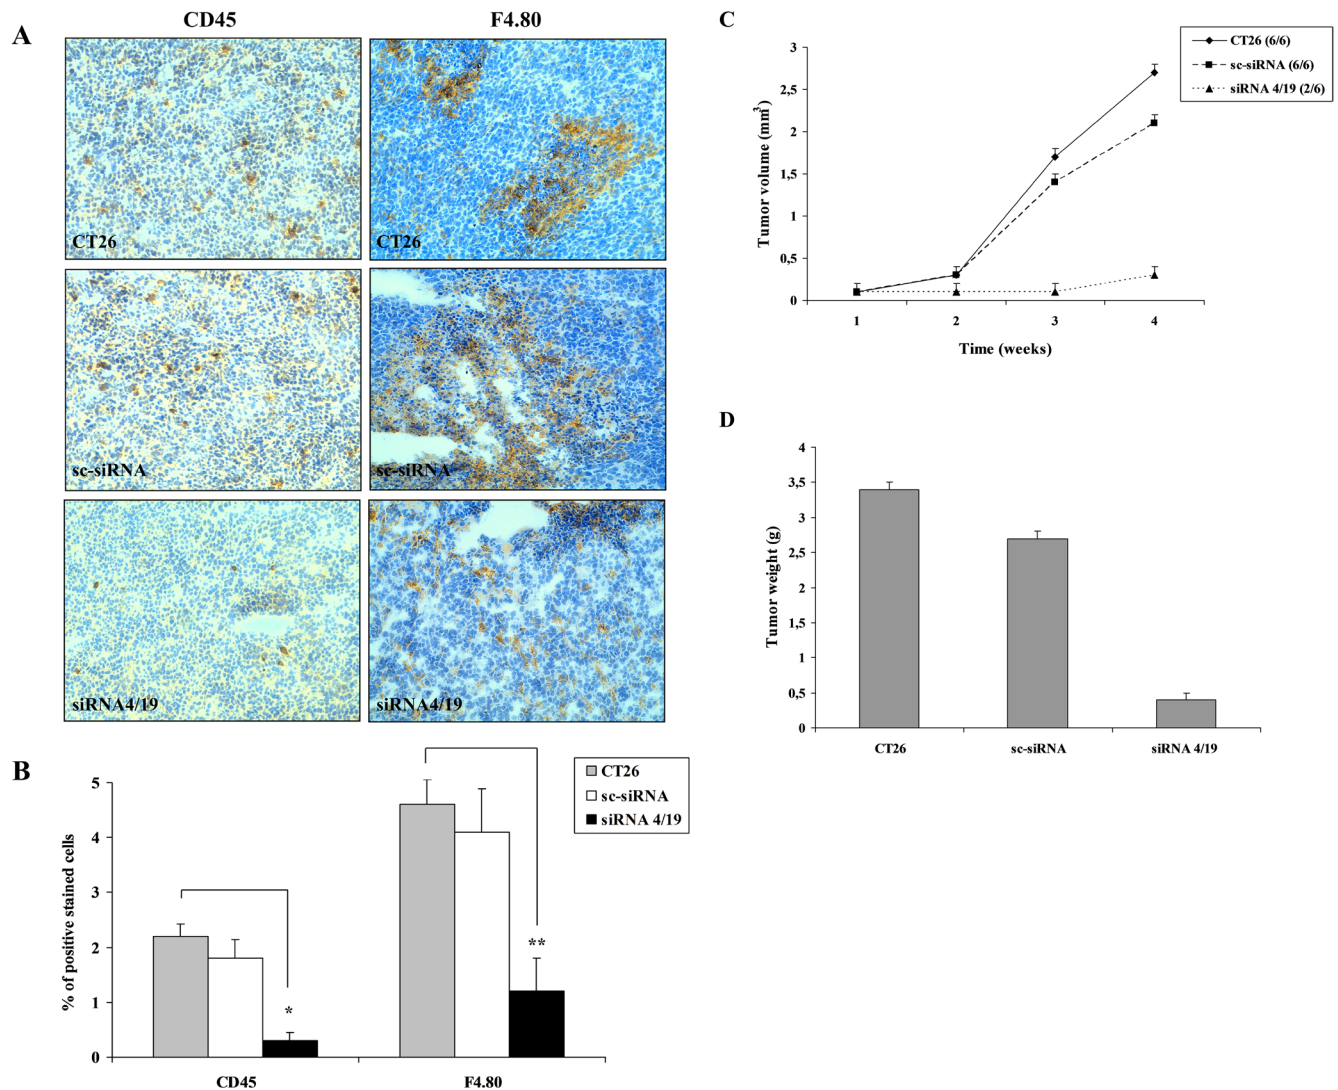 A
CD45
F4.80
CT26
CT26
sc-siRNA
sc-siRNA
siRNA4/19
siRNA4/19
B
% of positive stained cells
5
4
3
2
1
0
CD45
F4.80
*
**
CT26
sc-siRNA
siRNA 4/19
C
Tumor volume (mm³)
3
2,5
2
1,5
1
0,5
0
1
2
3
4
Time (weeks)
CT26 (6/6)
sc-siRNA (6/6)
siRNA 4/19 (2/6)
D
Tumor weight (g)
4
3,5
3
2,5
2
1,5
1
0,5
0
CT26
sc-siRNA
siRNA 4/19